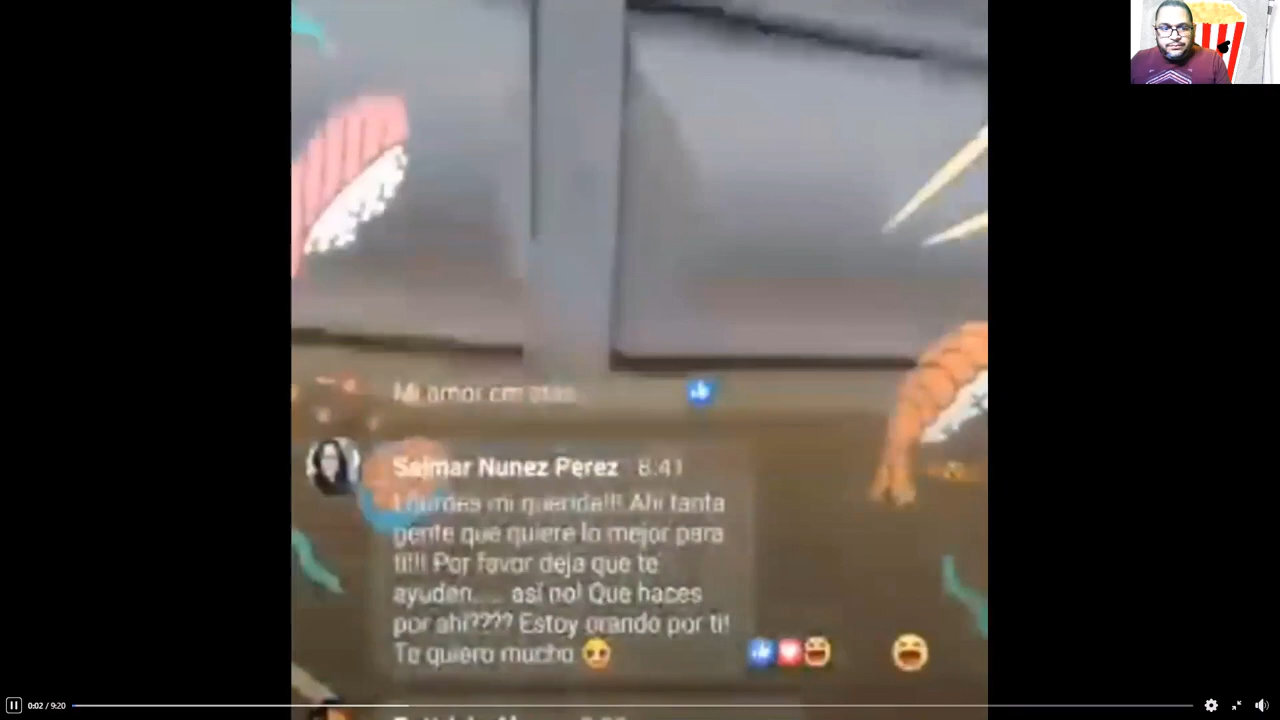 Mi amor cm
Saimar Nunez Perez 8:41
Lourdes mi querida!!! Ahi tanta
gente que quiere lo mejor para
ti!!! Por favor deja que te
ayuden.... así no! Que haces
por ahi???? Estoy orando por ti!
Te quiero mucho
0:02 / 9:20